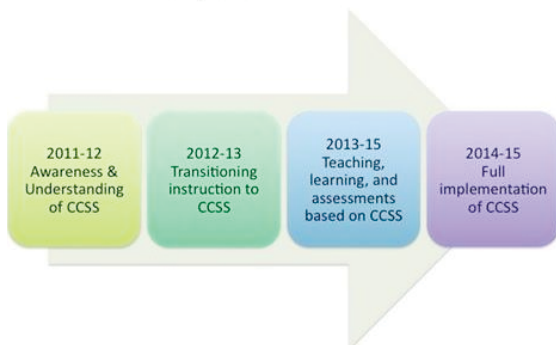 2011-12
Awareness &
Understanding
of CCSS
2012-13
Transitioning
instruction to
CCSS
2013-15
Teaching,
learning, and
assessments
based on CCSS
2014-15
Full
implementation
of CCSS